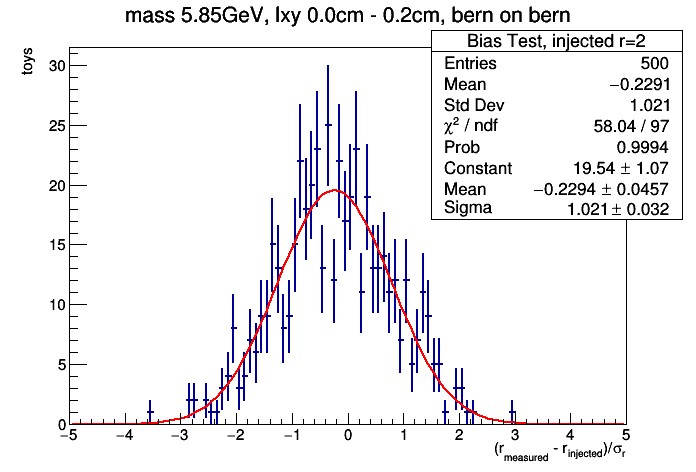 mass 5.85GeV, lxy 0.0cm - 0.2cm, bern on bern
Bias Test, injected r=2
Entries 500
Mean −0.2291
Std Dev 1.021
χ² / ndf 58.04 / 97
Prob 0.9994
Constant 19.54 ± 1.07
Mean −0.2294 ± 0.0457
Sigma 1.021 ± 0.032
toys
30
25
20
15
10
5
0
−5 −4 −3 −2 −1 0 1 2 3 4 5
(r_measured - r_injected)/σ_r